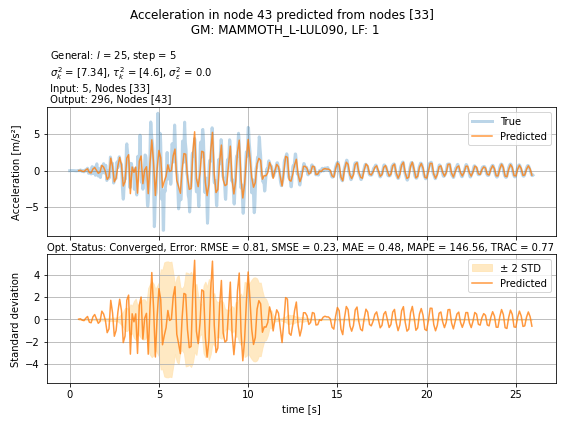 Acceleration in node 43 predicted from nodes [33]
GM: MAMMOTH_L-LUL090, LF: 1
General: l = 25, step = 5
σ²ₖ = [7.34], τ²ₖ = [4.6], σ²ε = 0.0
Input: 5, Nodes [33]
Output: 296, Nodes [43]
Acceleration [m/s²]
5
0
−5
True
Predicted
Opt. Status: Converged, Error: RMSE = 0.81, SMSE = 0.23, MAE = 0.48, MAPE = 146.56, TRAC = 0.77
Standard deviation
4
2
0
−2
−4
± 2 STD
Predicted
0 5 10 15 20 25
time [s]